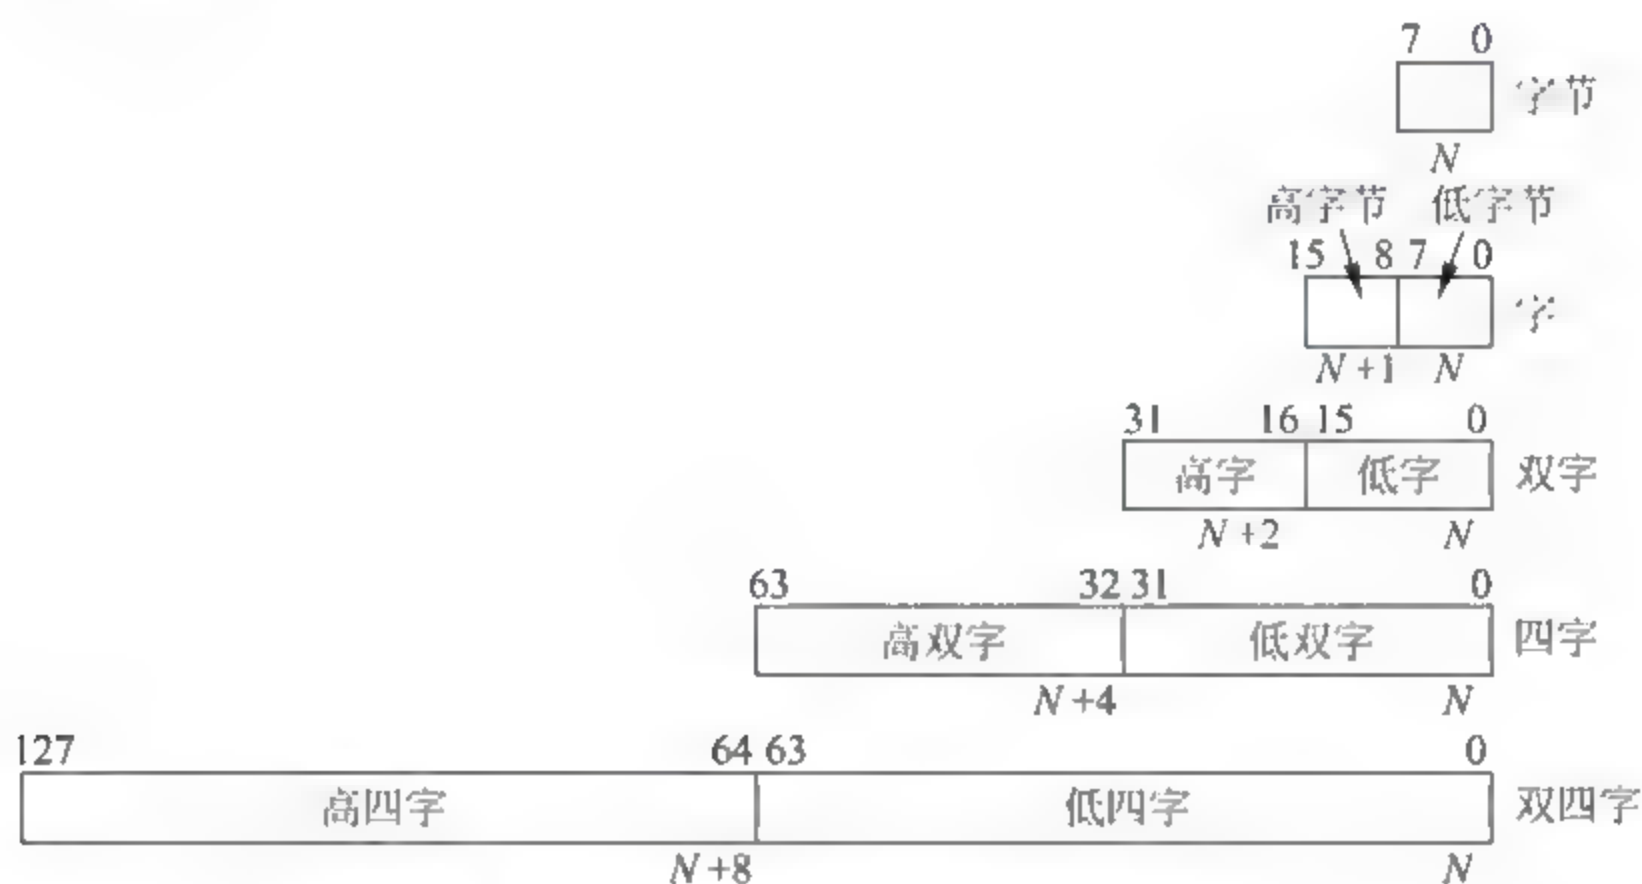 7 0
字节
N
高字节 低字节
15 8 7 0
字
N+1 N
31 16 15 0
高字 低字 双字
N+2 N
63 32 31 0
高双字 低双字 四字
N+4 N
127 64 63 0
高四字 低四字 双四字
N+8 N